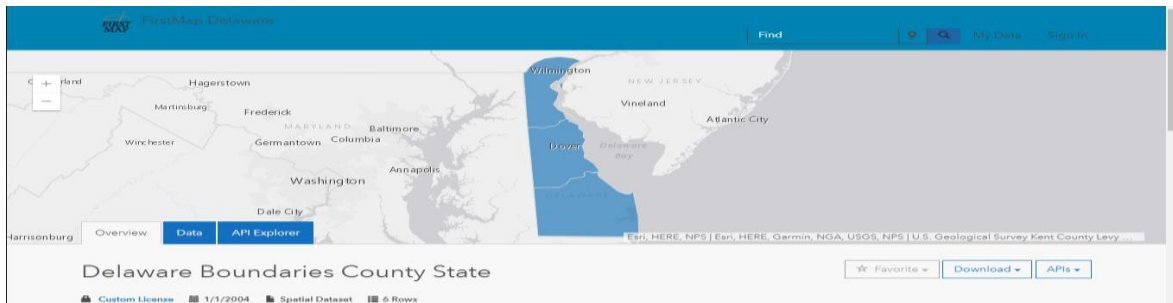 FIRST MAP
FirstMap Delaware
Find
My Data
Sign In
Wilmington
NEW JERSEY
Hagerstown
+
−
Martinsburg
Frederick
Vineland
MARYLAND
Baltimore
Atlantic City
Winchester
Germantown
Columbia
Dover
Delaware Bay
Annapolis
Washington
DELAWARE
Dale City
Harrisonburg
Overview
Data
API Explorer
Esri, HERE, NPS | Esri, HERE, Garmin, NGA, USGS, NPS | U.S. Geological Survey Kent County Levy ...
Delaware Boundaries County State
Favorite
Download
APIs
Custom License
1/1/2004
Spatial Dataset
6 Rows